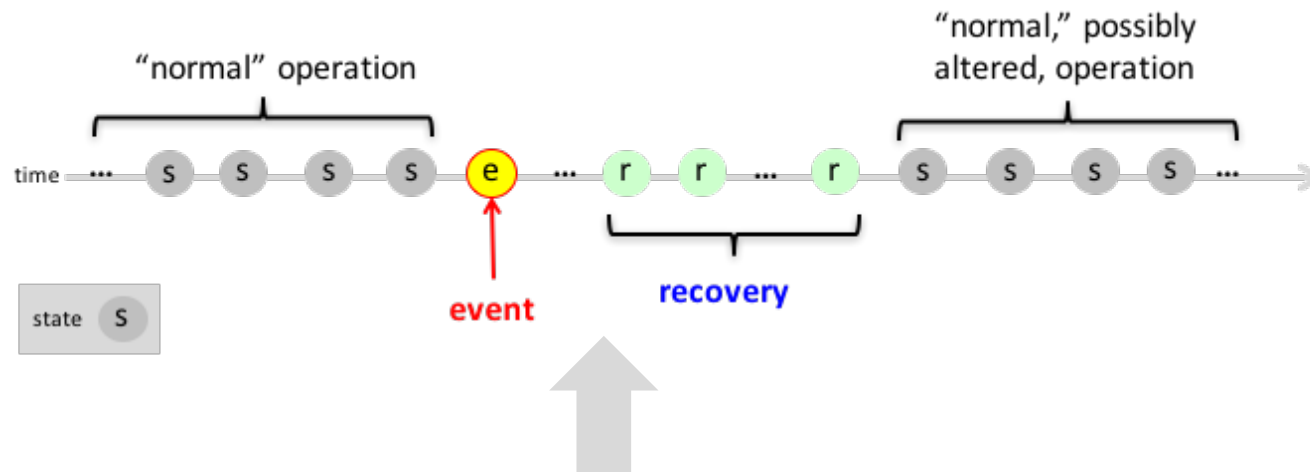 "normal" operation
"normal," possibly
altered, operation
time ... s s s s e ... r r ... r s s s s ...
event
recovery
state s